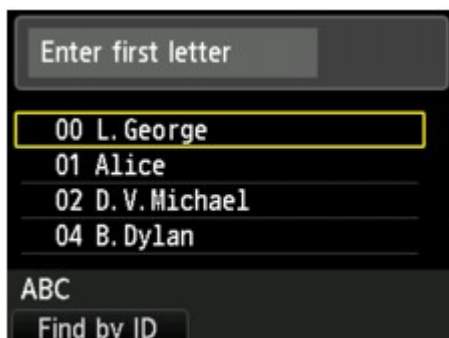 Enter first letter
00 L.George
01 Alice
02 D.V.Michael
04 B.Dylan
ABC
Find by ID